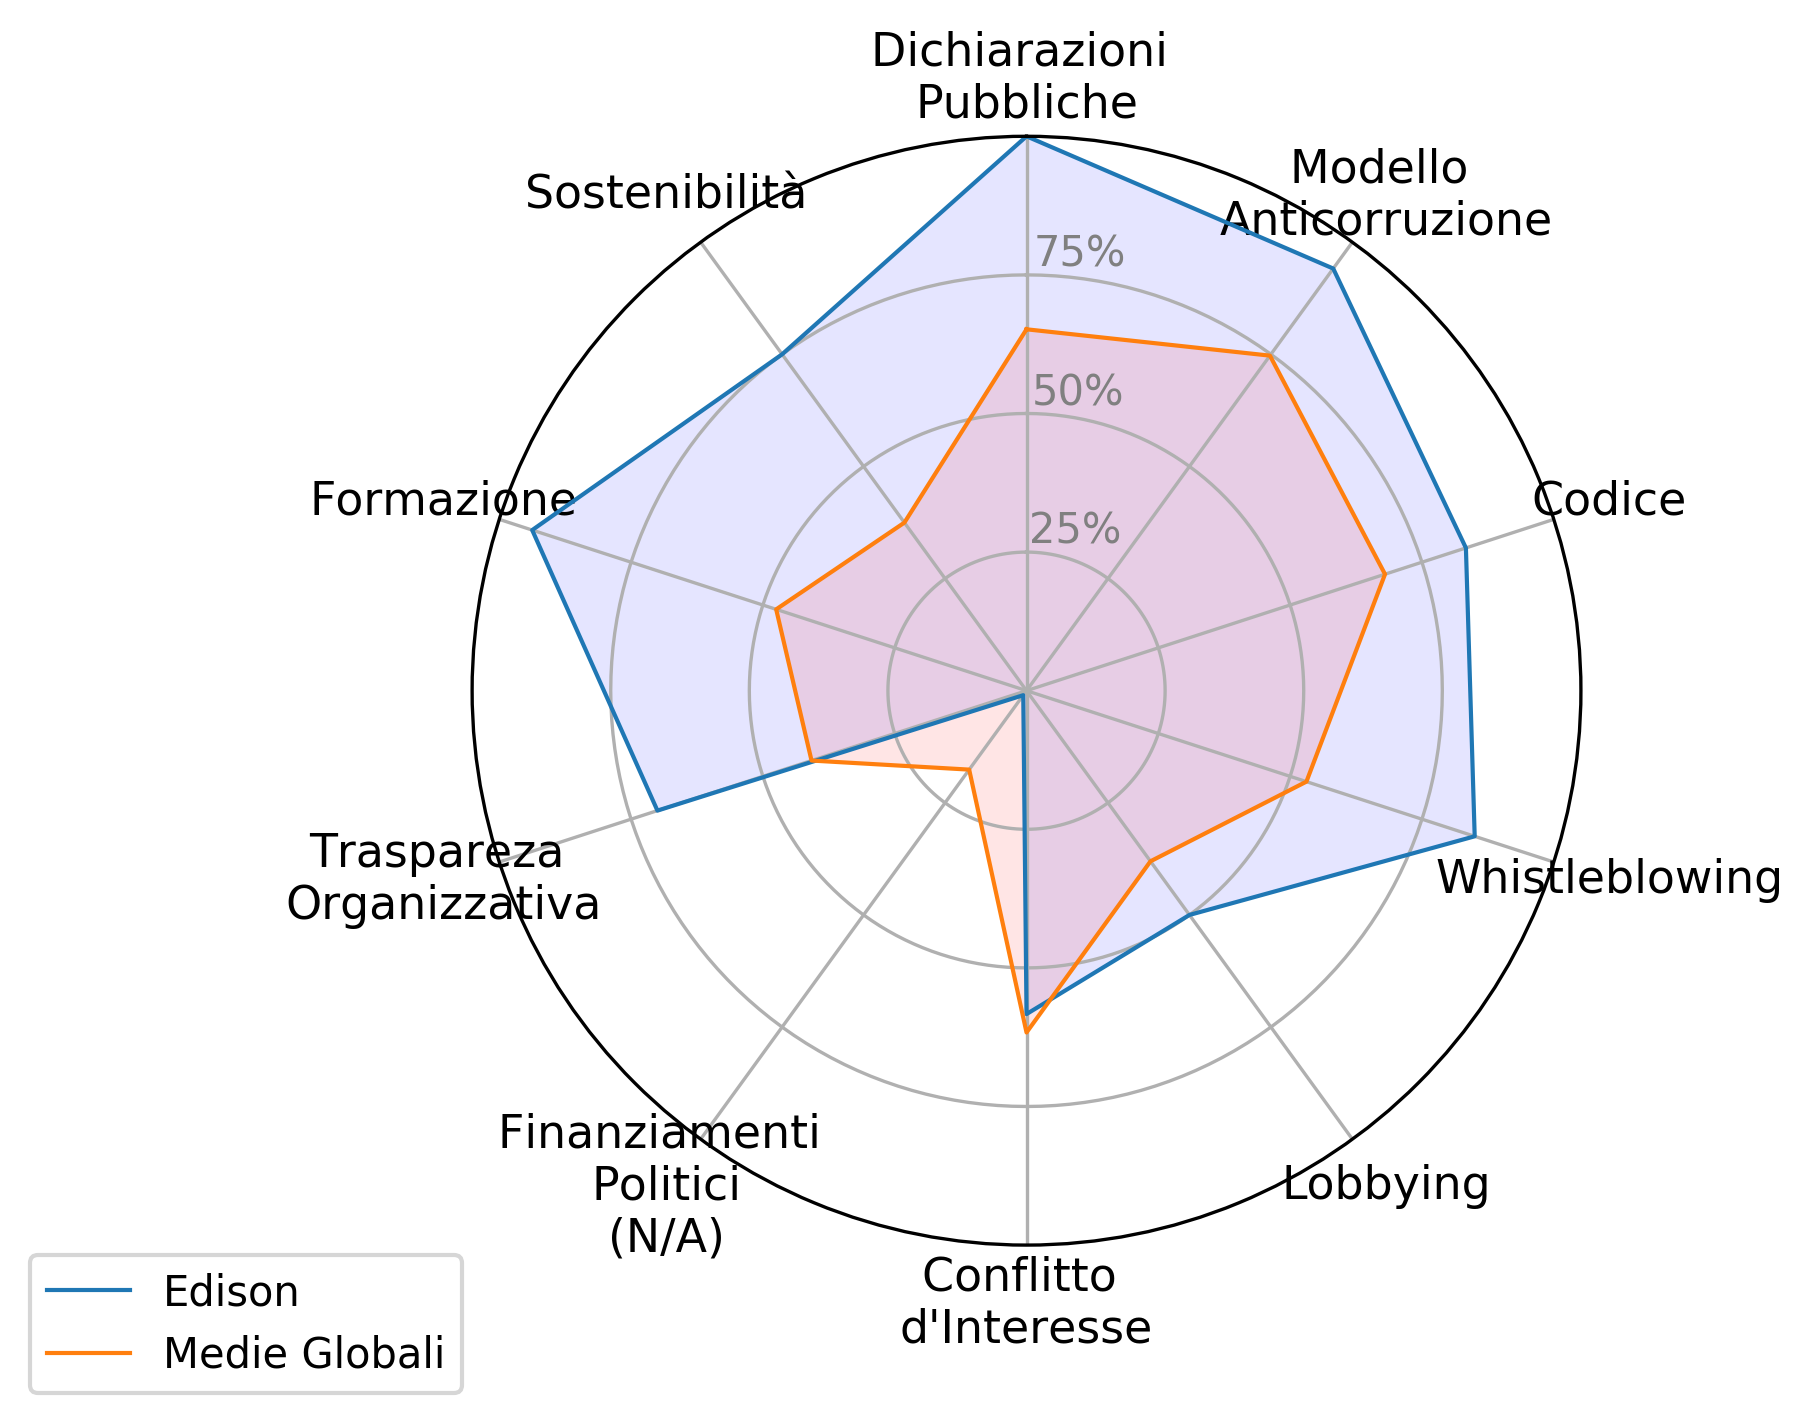 Dichiarazioni
Pubbliche
Modello
Anticorruzione
Sostenibilità
75%
50%
25%
Formazione
Codice
Traspareza
Organizzativa
Whistleblowing
Finanziamenti
Politici
(N/A)
Lobbying
Conflitto
d'Interesse
Edison
Medie Globali